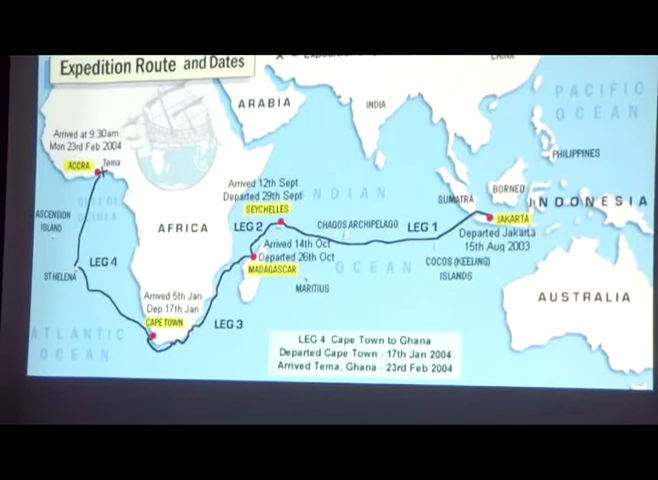 Expedition Route and Dates
CHINA
ARABIA
INDIA
PACIFIC
OCEAN
Arrived at 9:30am
Mon 23rd Feb 2004
ACCRA
Tema
PHILIPPINES
Arrived 12th Sept
Departed 29th Sept
SEYCHELLES
INDIAN
SUMATRA
BORNEO
INDONESIA
GULF OF
GUINEA
ASCENSION
ISLAND
AFRICA
LEG 2
CHAGOS ARCHIPELAGO
LEG 1
JAKARTA
Departed Jakarta
15th Aug 2003
Arrived 14th Oct
Departed 26th Oct
MADAGASCAR
OCEAN
COCOS (KEELING)
ISLANDS
ST HELENA
LEG 4
MARITIUS
AUSTRALIA
Arrived 5th Jan
Dep.17th Jan
CAPE TOWN
LEG 3
ATLANTIC
OCEAN
LEG 4 Cape Town to Ghana
Departed Cape Town - 17th Jan 2004
Arrived Tema, Ghana - 23rd Feb 2004